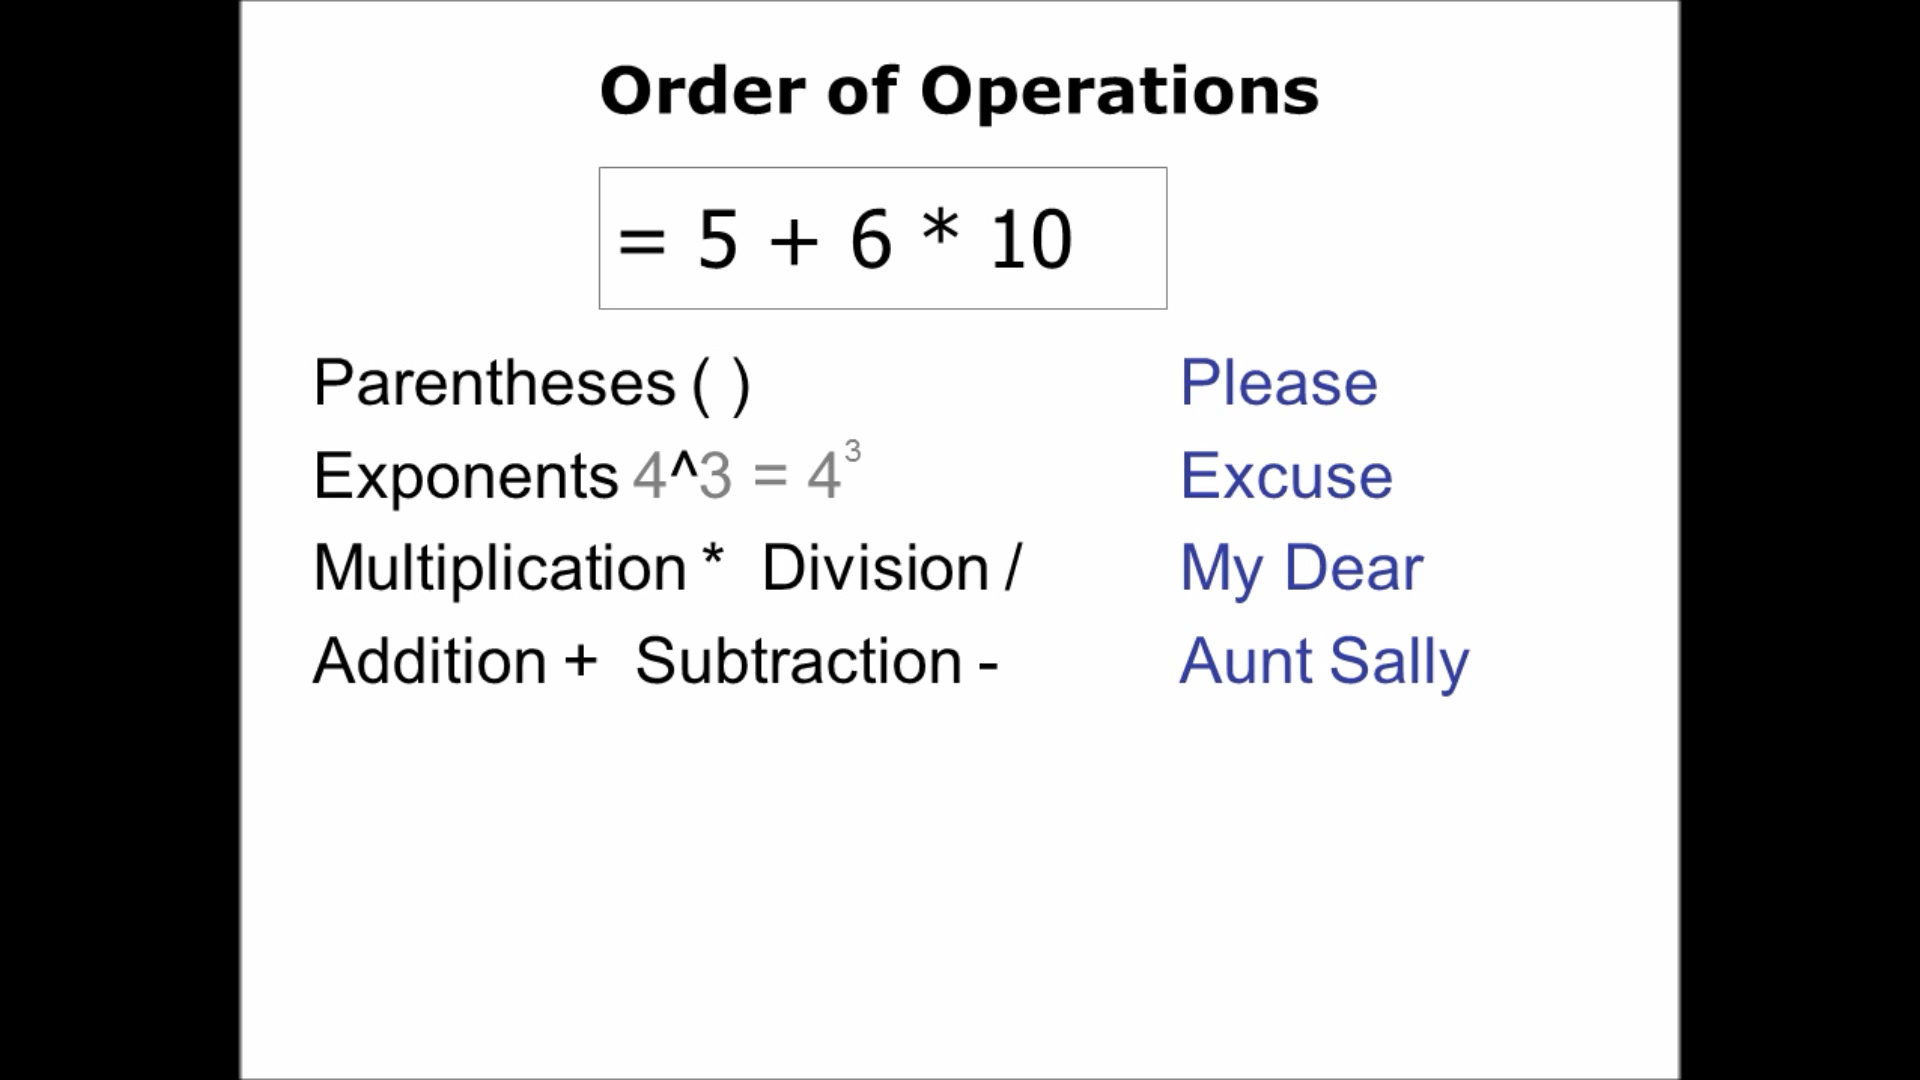 Order of Operations
= 5 + 6 * 10
Parentheses ( ) Please
Exponents 4^3 = 4³ Excuse
Multiplication * Division / My Dear
Addition + Subtraction - Aunt Sally